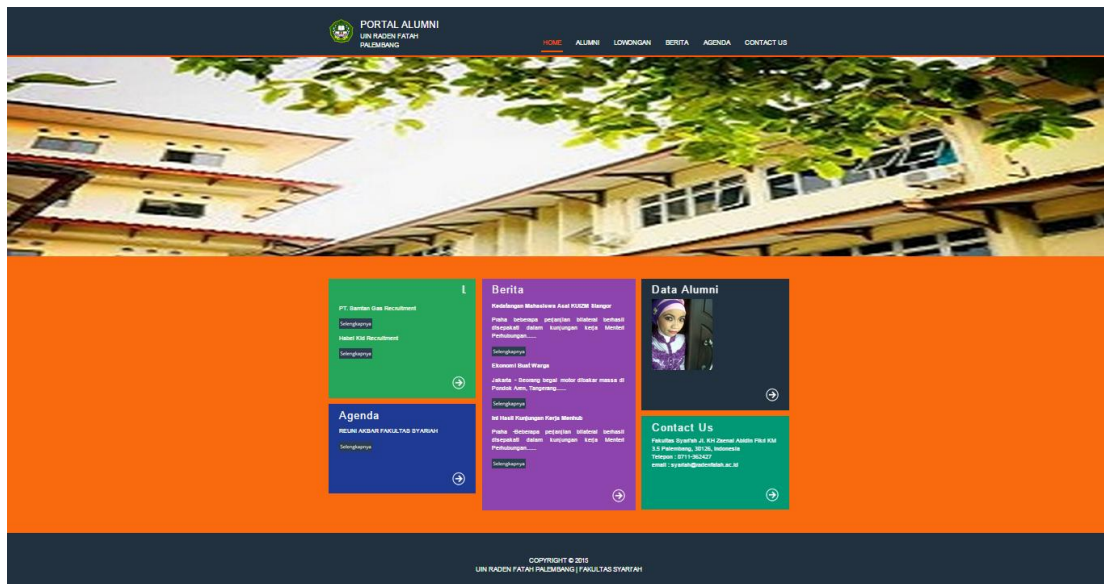 PORTAL ALUMNI
UIN RADEN FATAH
PALEMBANG
HOME ALUMNI LOWONGAN BERITA AGENDA CONTACT US
L
PT. Samtan Gas Recruitment
Selengkapnya
Habel KM Recruitment
Selengkapnya
Agenda
REUNI AKBAR FAKULTAS SYARIAH
Selengkapnya
Berita
Kedatangan Mahasiswa Asal KUIZM Slangor
Praha beberapa perjanjian bilateral berhasil
disepakati dalam kunjungan kerja Menteri
Perhubungan......
Selengkapnya
Ekonomi Buat Warga
Jakarta - Seorang begal motor dibakar massa di
Pondok Aren, Tangerang......
Selengkapnya
Ini Hasil Kunjungan Kerja Menhub
Praha -Beberapa perjanjian bilateral berhasil
disepakati dalam kunjungan kerja Menteri
Perhubungan......
Selengkapnya
Data Alumni
Contact Us
Fakultas Syari'ah Jl. KH Zaenal Abidin Fikri KM
3.5 Palembang, 30126, Indonesia
Telepon : 0711-362427
email : syariah@radenfatah.ac.id
COPYRIGHT © 2015
UIN RADEN FATAH PALEMBANG | FAKULTAS SYARI'AH